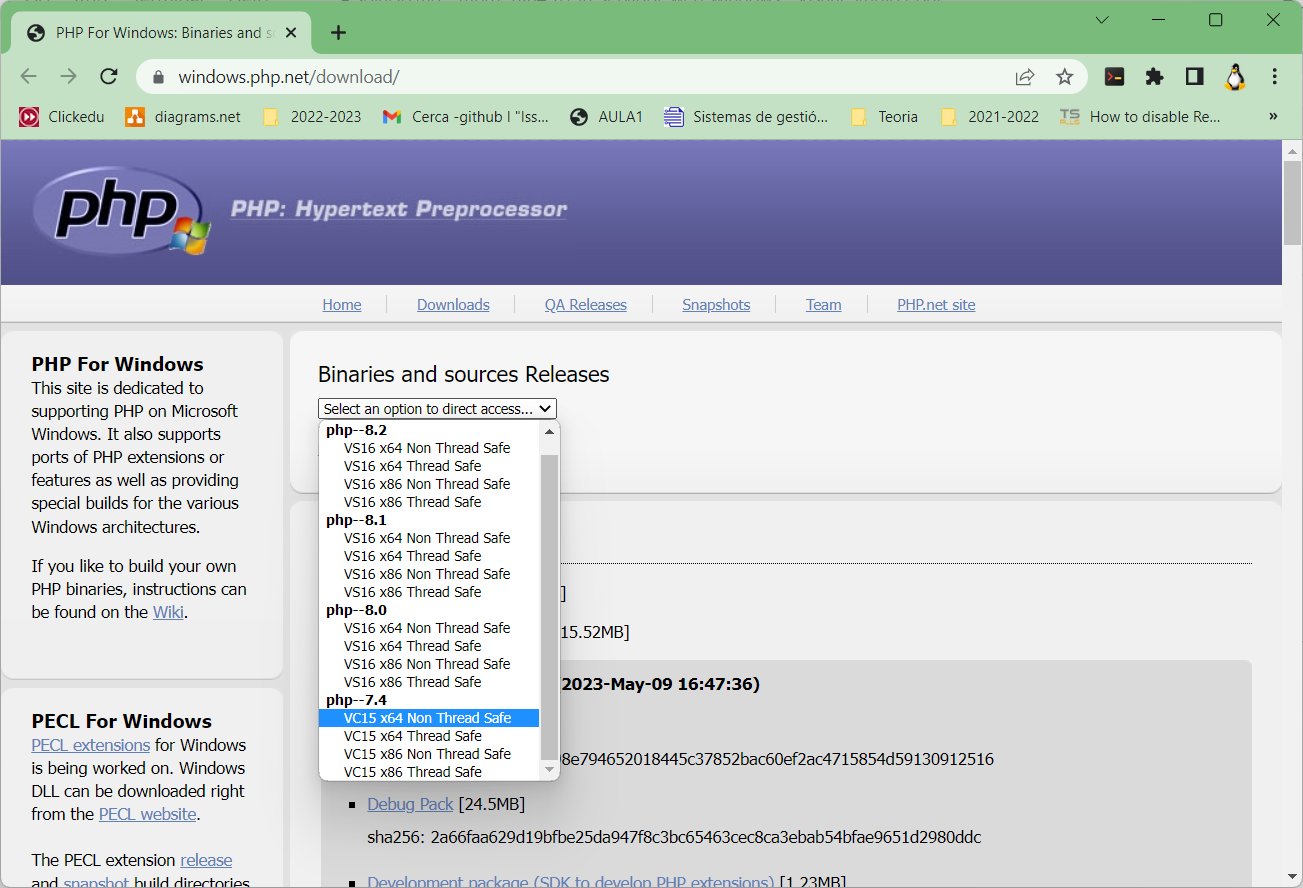 PHP For Windows: Binaries and s
windows.php.net/download/
Clickedu
diagrams.net
2022-2023
Cerca -github I "Iss...
AULA1
Sistemas de gestió...
Teoria
2021-2022
TS
How to disable Re...
»
php
PHP: Hypertext Preprocessor
Home
Downloads
QA Releases
Snapshots
Team
PHP.net site
PHP For Windows
This site is dedicated to
supporting PHP on Microsoft
Windows. It also supports
ports of PHP extensions or
features as well as providing
special builds for the various
Windows architectures.
If you like to build your own
PHP binaries, instructions can
be found on the Wiki.
PECL For Windows
PECL extensions for Windows
is being worked on. Windows
DLL can be downloaded right
from the PECL website.
The PECL extension release
and snapshot build directories
Binaries and sources Releases
Select an option to direct access...
php--8.2
VS16 x64 Non Thread Safe
VS16 x64 Thread Safe
VS16 x86 Non Thread Safe
VS16 x86 Thread Safe
php--8.1
VS16 x64 Non Thread Safe
VS16 x64 Thread Safe
VS16 x86 Non Thread Safe
VS16 x86 Thread Safe
php--8.0
VS16 x64 Non Thread Safe
VS16 x64 Thread Safe
VS16 x86 Non Thread Safe
VS16 x86 Thread Safe
php--7.4
VC15 x64 Non Thread Safe
VC15 x64 Thread Safe
VC15 x86 Non Thread Safe
VC15 x86 Thread Safe
]
15.52MB]
2023-May-09 16:47:36)
8e794652018445c37852bac60ef2ac4715854d59130912516
Debug Pack [24.5MB]
sha256: 2a66faa629d19bfbe25da947f8c3bc65463cec8ca3ebab54bfae9651d2980ddc
Development package (SDK to develop PHP extensions) [1.23MB]